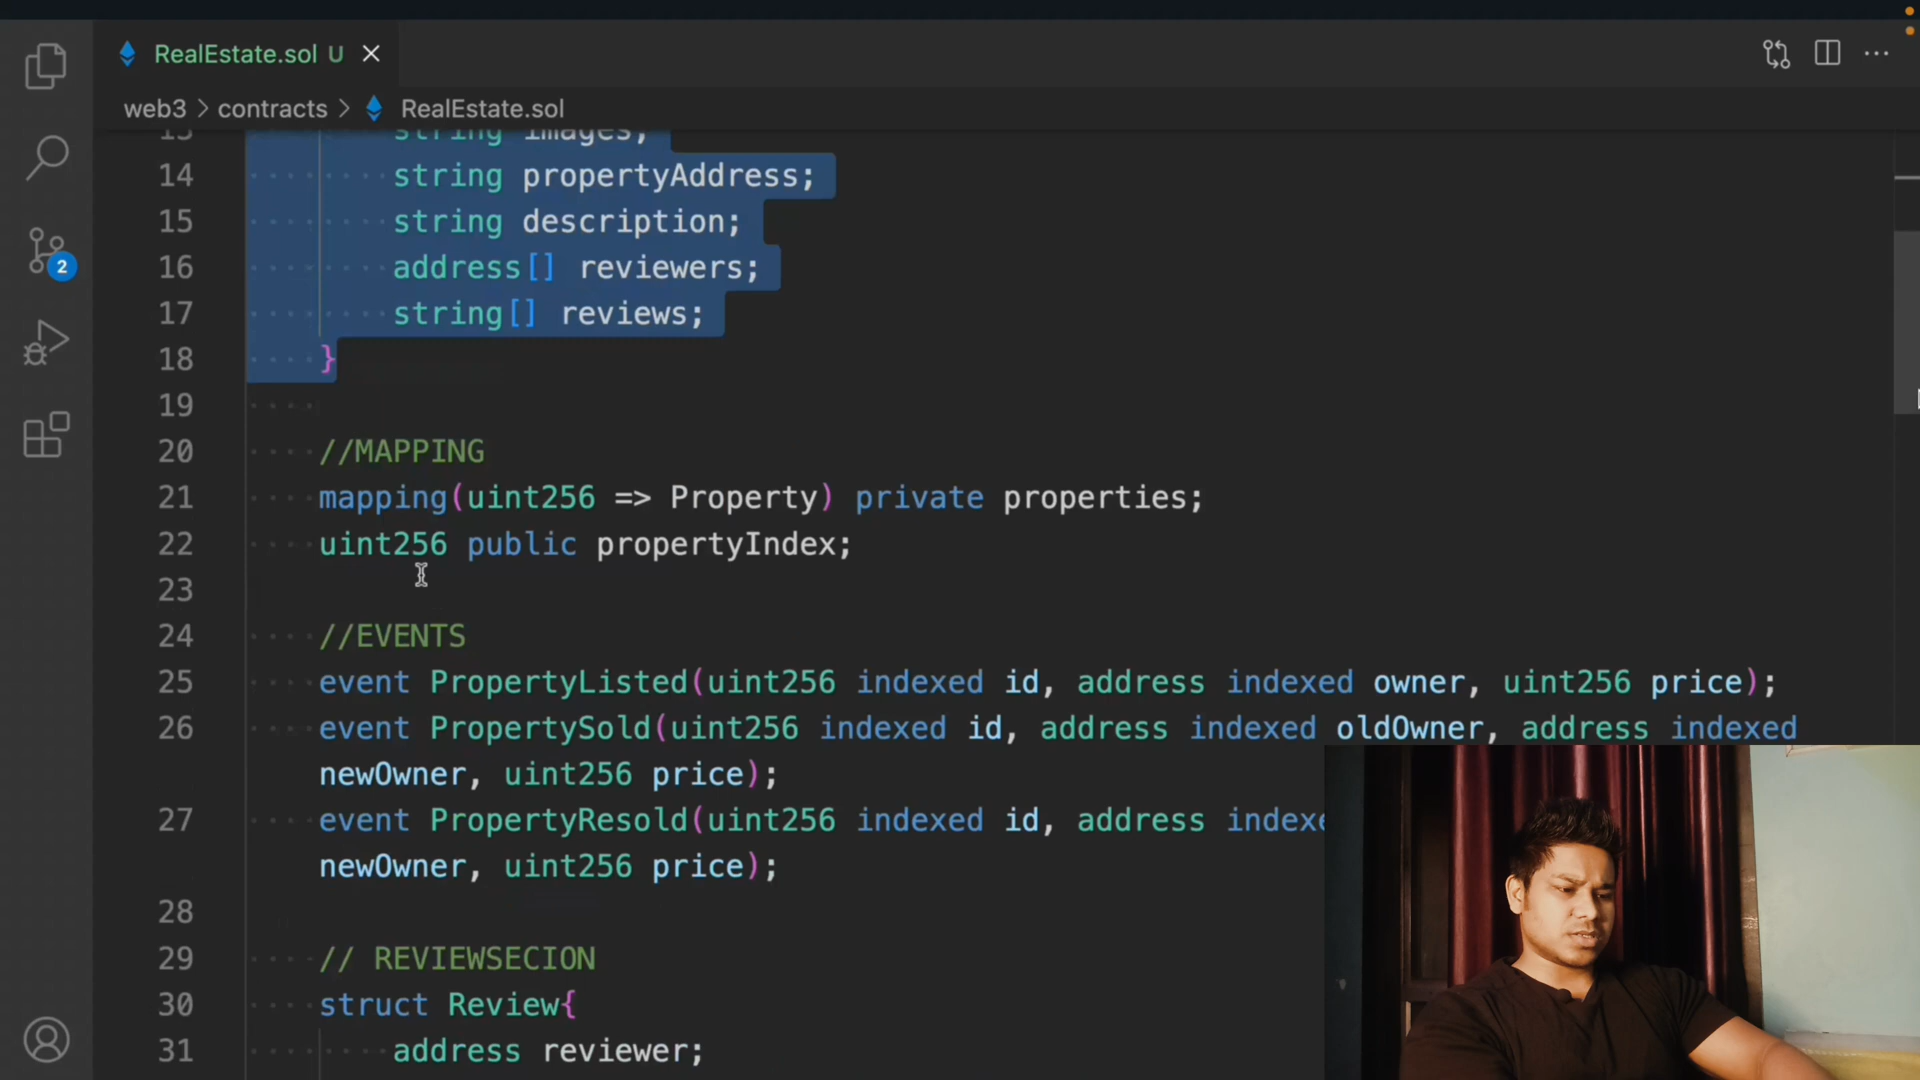 RealEstate.sol U
web3 > contracts > RealEstate.sol
13 string images;
14 string propertyAddress;
15 string description;
16 address[] reviewers;
17 string[] reviews;
18 }
19
20 //MAPPING
21 mapping(uint256 => Property) private properties;
22 uint256 public propertyIndex;
23
24 //EVENTS
25 event PropertyListed(uint256 indexed id, address indexed owner, uint256 price);
26 event PropertySold(uint256 indexed id, address indexed oldOwner, address indexed
newOwner, uint256 price);
27 event PropertyResold(uint256 indexed id, address
newOwner, uint256 price);
28
29 // REVIEWSECION
30 struct Review{
31 address reviewer;
2